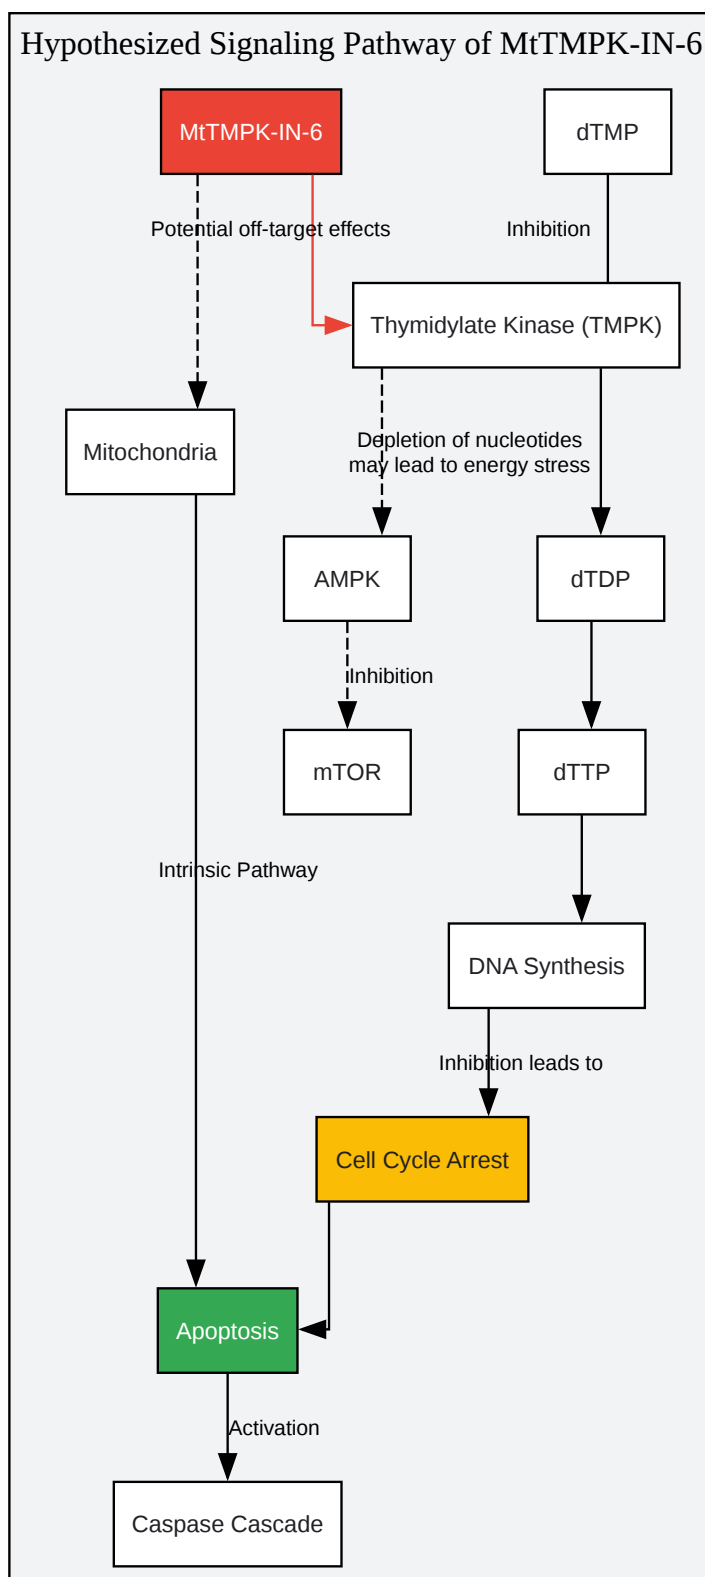 Hypothesized Signaling Pathway of MtTMPK-IN-6
MtTMPK-IN-6
dTMP
Potential off-target effects
Inhibition
Thymidylate Kinase (TMPK)
Mitochondria
Depletion of nucleotides
may lead to energy stress
AMPK
dTDP
Inhibition
mTOR
dTTP
Intrinsic Pathway
DNA Synthesis
Inhibition leads to
Cell Cycle Arrest
Apoptosis
Activation
Caspase Cascade